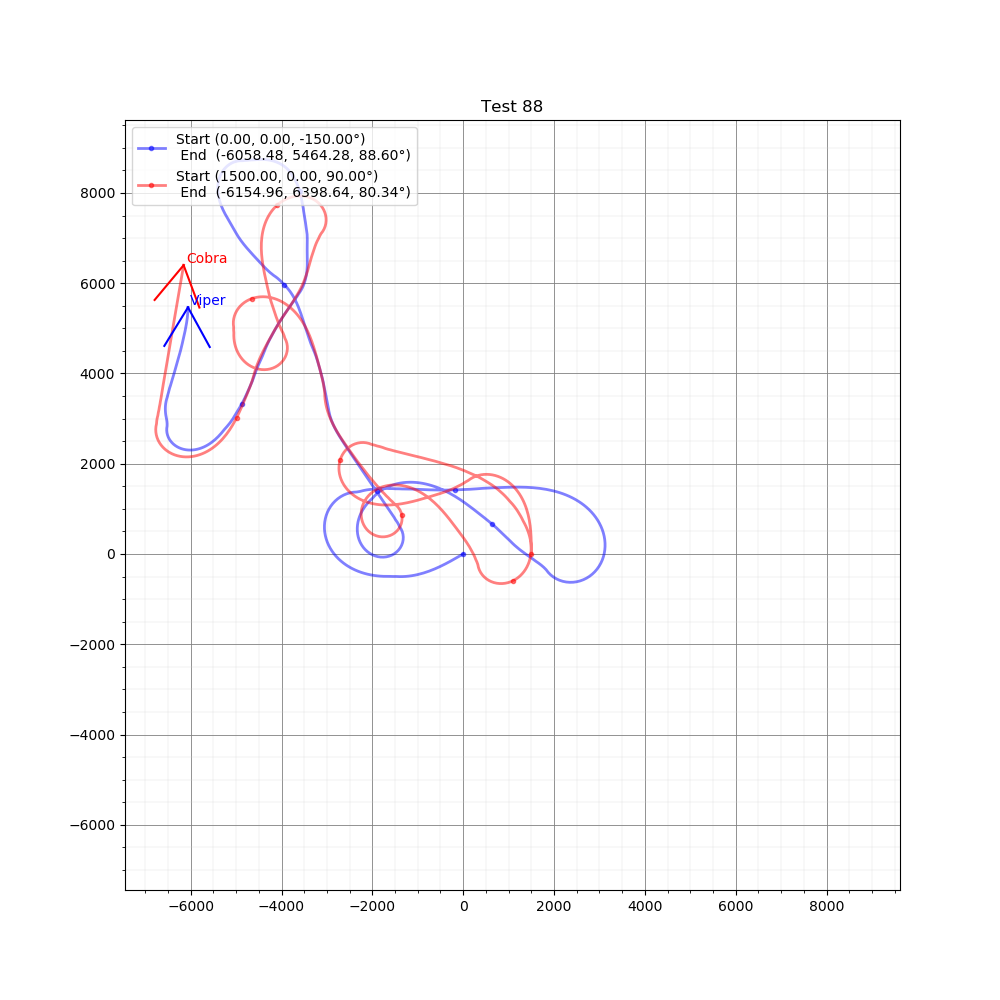 Test 88
Start (0.00, 0.00, -150.00°)
End (-6058.48, 5464.28, 88.60°)
Start (1500.00, 0.00, 90.00°)
End (-6154.96, 6398.64, 80.34°)
Cobra
Viper
8000
6000
4000
2000
0
−2000
−4000
−6000
−6000 −4000 −2000 0 2000 4000 6000 8000